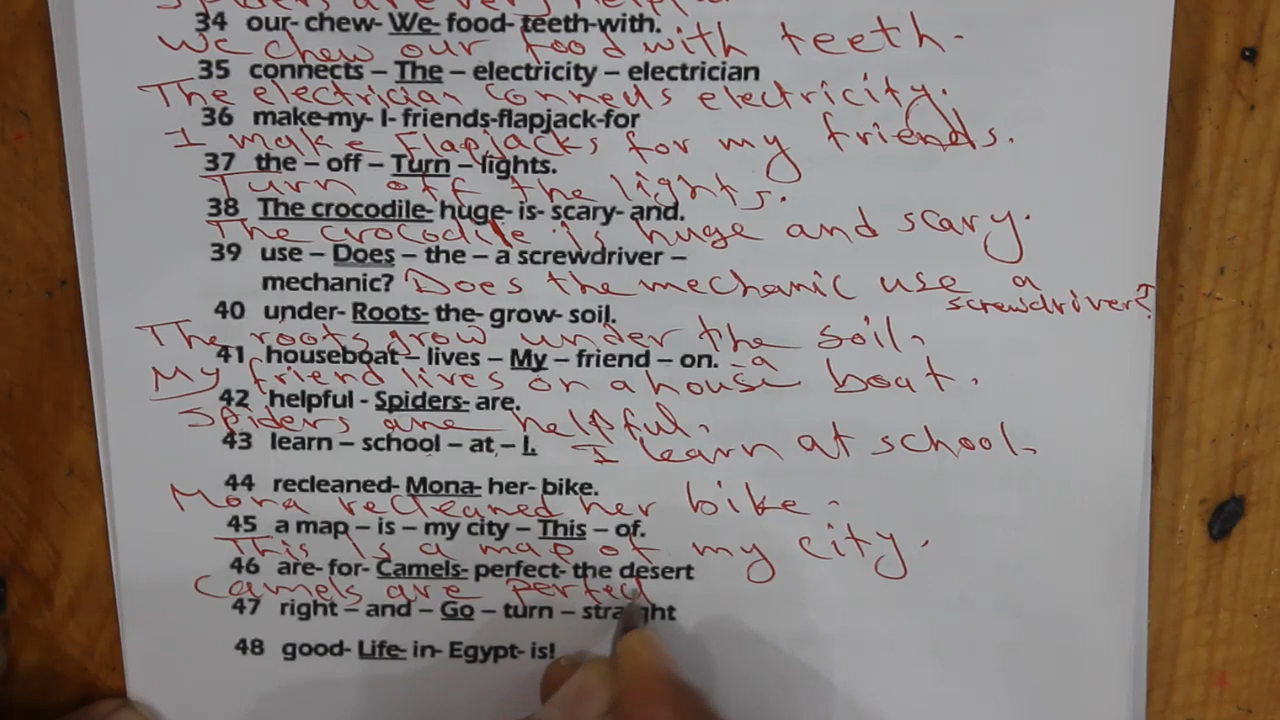 Spiders are very helpful
34 our- chew- We- food- teeth-with.
We chew our food with teeth.
35 connects – The – electricity – electrician
The electrician connects electricity.
36 make-my- I- friends-flapjack-for
I make Flapjacks for my friends.
37 the – off – Turn – lights.
Turn off the lights.
38 The crocodile- huge- is- scary- and.
The crocodile is huge and scary.
39 use – Does – the – a screwdriver –
mechanic? Does the mechanic use a
screwdriver?
40 under- Roots- the- grow- soil.
The roots grow under the soil.
41 houseboat – lives – My – friend – on. - a
My friend lives on a house boat.
42 helpful - Spiders- are.
Spiders are helpful.
43 learn – school – at – I. I learn at school.
44 recleaned- Mona- her- bike.
Mona recleaned her bike.
45 a map – is – my city – This – of.
This is a map of my city.
46 are- for- Camels- perfect- the desert
Camels are perfect
47 right – and – Go – turn – straight
48 good- Life- in- Egypt- is!